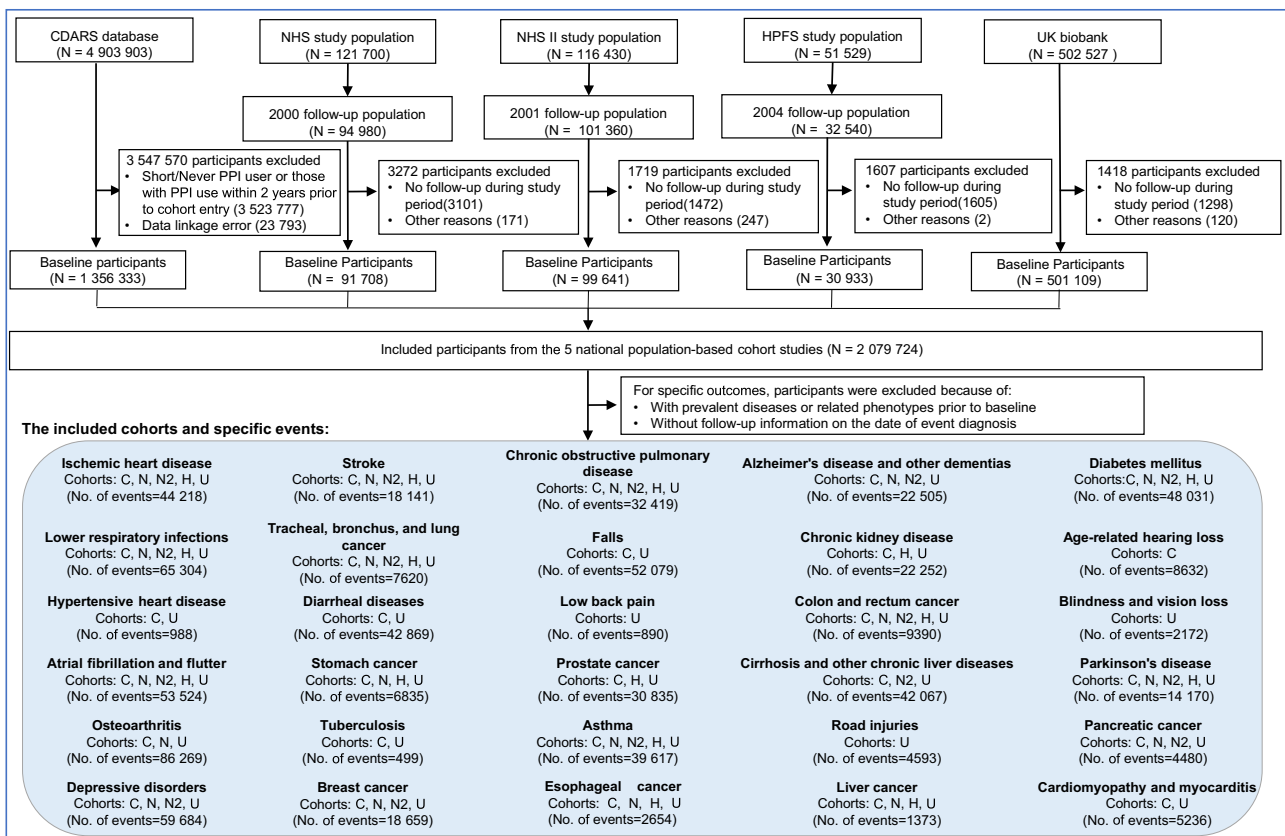 CDARS database
(N = 4 903 903)
NHS study population
(N = 121 700)
NHS II study population
(N = 116 430)
HPFS study population
(N = 51 529)
UK biobank
(N = 502 527 )
2000 follow-up population
(N = 94 980)
2001 follow-up population
(N = 101 360)
2004 follow-up population
(N = 32 540)
3 547 570 participants excluded
• Short/Never PPI user or those
with PPI use within 2 years prior
to cohort entry (3 523 777)
• Data linkage error (23 793)
3272 participants excluded
• No follow-up during study
period(3101)
• Other reasons (171)
1719 participants excluded
• No follow-up during study
period(1472)
• Other reasons (247)
1607 participants excluded
• No follow-up during
study period(1605)
• Other reasons (2)
1418 participants excluded
• No follow-up during
study period (1298)
• Other reasons (120)
Baseline participants
(N = 1 356 333)
Baseline Participants
(N = 91 708)
Baseline Participants
(N = 99 641)
Baseline Participants
(N = 30 933)
Baseline Participants
(N = 501 109)
Included participants from the 5 national population-based cohort studies (N = 2 079 724)
For specific outcomes, participants were excluded because of:
• With prevalent diseases or related phenotypes prior to baseline
• Without follow-up information on the date of event diagnosis
The included cohorts and specific events:
Ischemic heart disease
Cohorts: C, N, N2, H, U
(No. of events=44 218)
Stroke
Cohorts: C, N, N2, H, U
(No. of events=18 141)
Chronic obstructive pulmonary
disease
Cohorts: C, N, N2, H, U
(No. of events=32 419)
Alzheimer's disease and other dementias
Cohorts: C, N, N2, U
(No. of events=22 505)
Diabetes mellitus
Cohorts:C, N, N2, H, U
(No. of events=48 031)
Lower respiratory infections
Cohorts: C, N, N2, H, U
(No. of events=65 304)
Tracheal, bronchus, and lung
cancer
Cohorts: C, N, N2, H, U
(No. of events=7620)
Falls
Cohorts: C, U
(No. of events=52 079)
Chronic kidney disease
Cohorts: C, H, U
(No. of events=22 252)
Age-related hearing loss
Cohorts: C
(No. of events=8632)
Hypertensive heart disease
Cohorts: C, U
(No. of events=988)
Diarrheal diseases
Cohorts: C, U
(No. of events=42 869)
Low back pain
Cohorts: U
(No. of events=890)
Colon and rectum cancer
Cohorts: C, N, N2, H, U
(No. of events=9390)
Blindness and vision loss
Cohorts: U
(No. of events=2172)
Atrial fibrillation and flutter
Cohorts: C, N, N2, H, U
(No. of events=53 524)
Stomach cancer
Cohorts: C, N, H, U
(No. of events=6835)
Prostate cancer
Cohorts: C, H, U
(No. of events=30 835)
Cirrhosis and other chronic liver diseases
Cohorts: C, N2, U
(No. of events=42 067)
Parkinson's disease
Cohorts: C, N, N2, H, U
(No. of events=14 170)
Osteoarthritis
Cohorts: C, N, U
(No. of events=86 269)
Tuberculosis
Cohorts: C, U
(No. of events=499)
Asthma
Cohorts: C, N, N2, H, U
(No. of events=39 617)
Road injuries
Cohorts: U
(No. of events=4593)
Pancreatic cancer
Cohorts: C, N, N2, U
(No. of events=4480)
Depressive disorders
Cohorts: C, N, N2, U
(No. of events=59 684)
Breast cancer
Cohorts: C, N, N2, U
(No. of events=18 659)
Esophageal cancer
Cohorts: C, N, H, U
(No. of events=2654)
Liver cancer
Cohorts: C, N, H, U
(No. of events=1373)
Cardiomyopathy and myocarditis
Cohorts: C, U
(No. of events=5236)